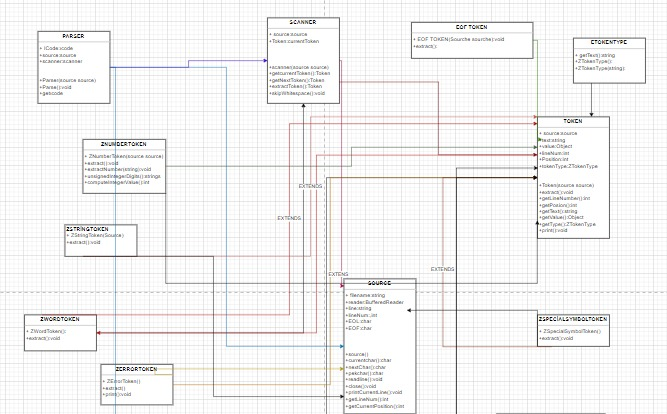 PARSER
+ ICode:icode
+source:source
+scanner:scanner
+Parser(source source)
+Parse():void
+getcode
SCANNER
+ source:source
+Token:currentToken
+scanner(source source)
+getcurrentToken():Token
+getNextToken():Token
+extractToken():Token
+skipWhitespace():void
EOF TOKEN
+ EOF TOKEN(Sourche sourche):void
+extract():
ETOKENTYPE
+ getText():string
+ZTokenType():
+ZTokenType(string):
TOKEN
+ source:source
+text:string
+value:Object
+lineNum:int
+Position:int
+tokenType:ZTokenType
+Token(source source)
+extract():void
+getLineNumber():int
+getPosion():int
+getText():string
+getValue():Object
+getType():ZTokenType
+print():void
ZNUMBERTOKEN
+ ZNumberToken(source source)
+extract():void
+extractNumber(string):void
+unsignedIntegerDigits():strings
+computeIntegerValue():int
EXTENDS
EXTENDS
ZSTRINGTOKEN
+ ZStringToken(Source)
+extract():void
EXTENS
EXTENDS
SOURCE
+ filename:string
+reader:BufferedReader
+line:string
+lineNum:int
+EOL:char
+EOF:char
+source()
+currentchar():char
+nextChar():char
+pekchar():char
+readline():void
+close():void
+printCurrentLine():void
+getLineNum():int
+getCurrentPosition():int
ZWORDTOKEN
+ ZWordToken():
+extract():void
ZSPECIALSYMBOLTOKEN
+ ZSpecialSymbolToken()
+extract():void
ZERRORTOKEN
+ ZErrorToken()
+extract()
+print():void